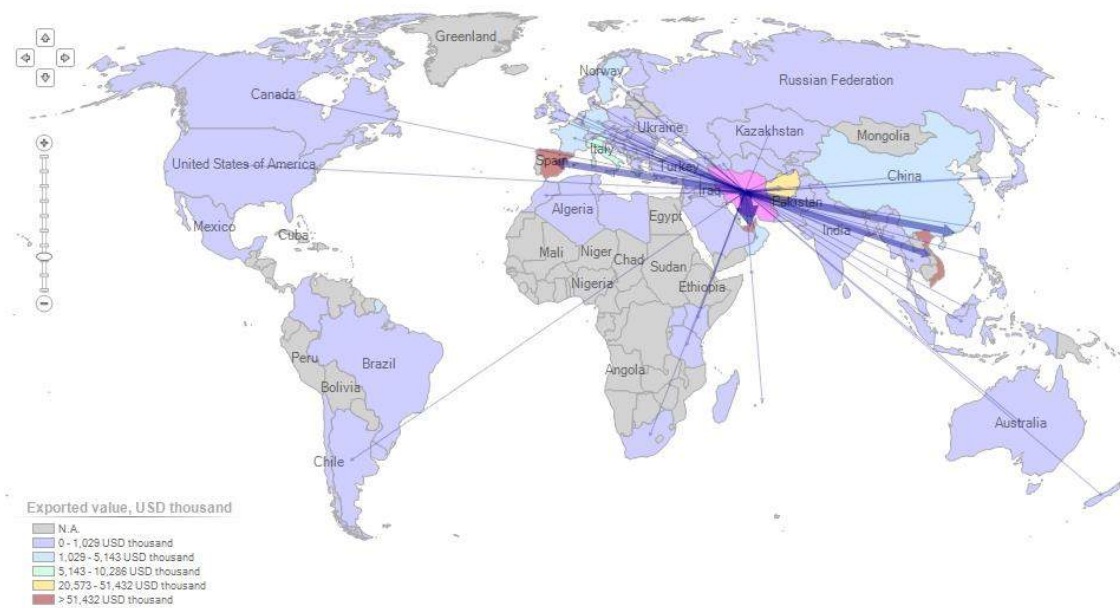 Greenland
Norway
Russian Federation
Canada
Ukraine
Kazakhstan
Mongolia
Italy
Spain
United States of America
Turkey
China
Iraq
Pakistan
Algeria
Egypt
India
Mexico
Cuba
Mali
Niger
Chad
Sudan
Nigeria
Ethiopia
Peru
Brazil
Bolivia
Angola
Chile
Australia
Exported value, USD thousand
N.A.
0 - 1,029 USD thousand
1,029 - 5,143 USD thousand
5,143 - 10,286 USD thousand
20,573 - 51,432 USD thousand
> 51,432 USD thousand